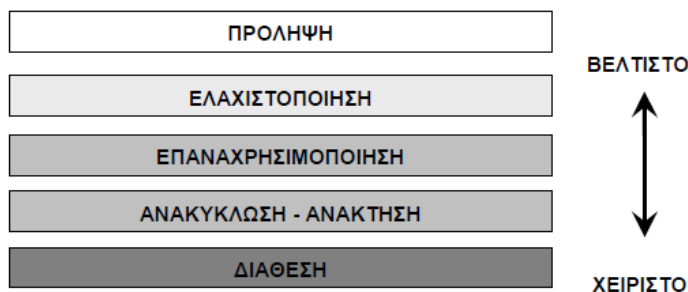 ΠΡΟΛΗΨΗ
ΒΕΛΤΙΣΤΟ
ΕΛΑΧΙΣΤΟΠΟΙΗΣΗ
ΕΠΑΝΑΧΡΗΣΙΜΟΠΟΙΗΣΗ
ΑΝΑΚΥΚΛΩΣΗ - ΑΝΑΚΤΗΣΗ
ΔΙΑΘΕΣΗ
ΧΕΙΡΙΣΤΟ